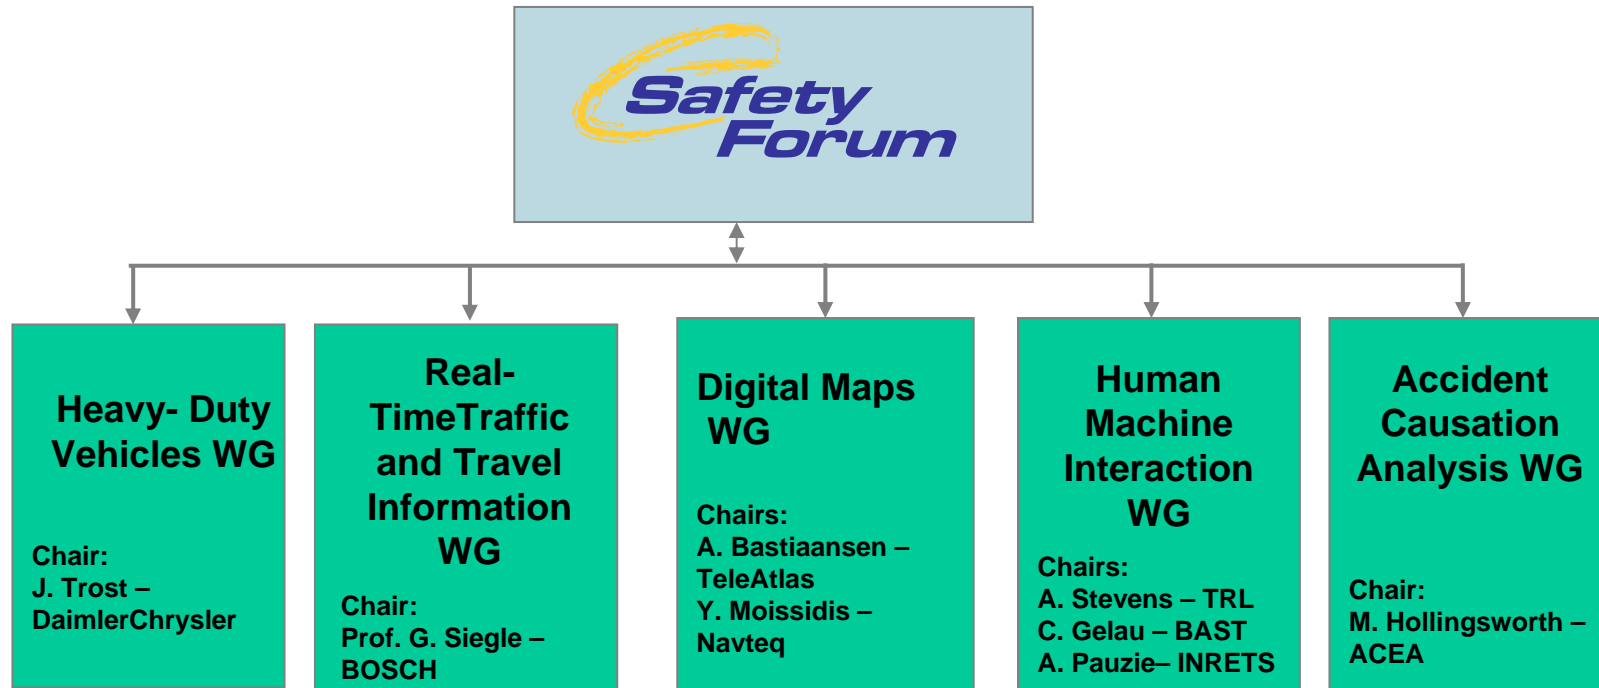 Safety
Forum
Heavy- Duty
Vehicles WG
Chair:
J. Trost –
DaimlerChrysler
Real-
TimeTraffic
and Travel
Information
WG
Chair:
Prof. G. Siegle –
BOSCH
Digital Maps
WG
Chairs:
A. Bastiaansen –
TeleAtlas
Y. Moissidis –
Navteq
Human
Machine
Interaction
WG
Chairs:
A. Stevens – TRL
C. Gelau – BAST
A. Pauzie– INRETS
Accident
Causation
Analysis WG
Chair:
M. Hollingsworth –
ACEA